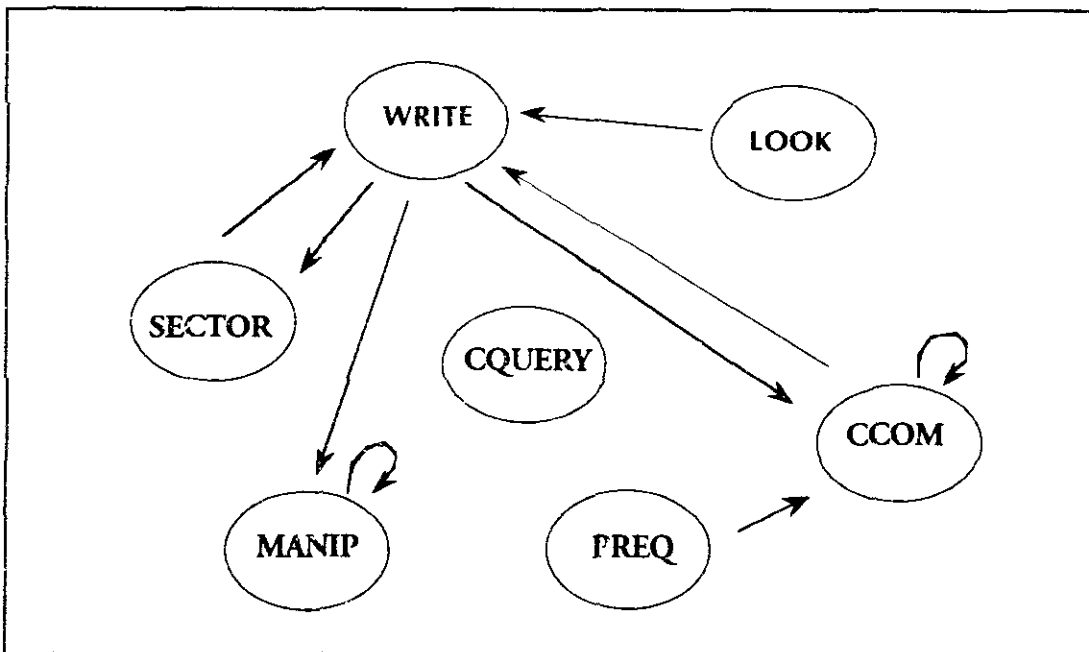 WRITE
LOOK
SECTOR
CQUERY
CCOM
MANIP
PREQ